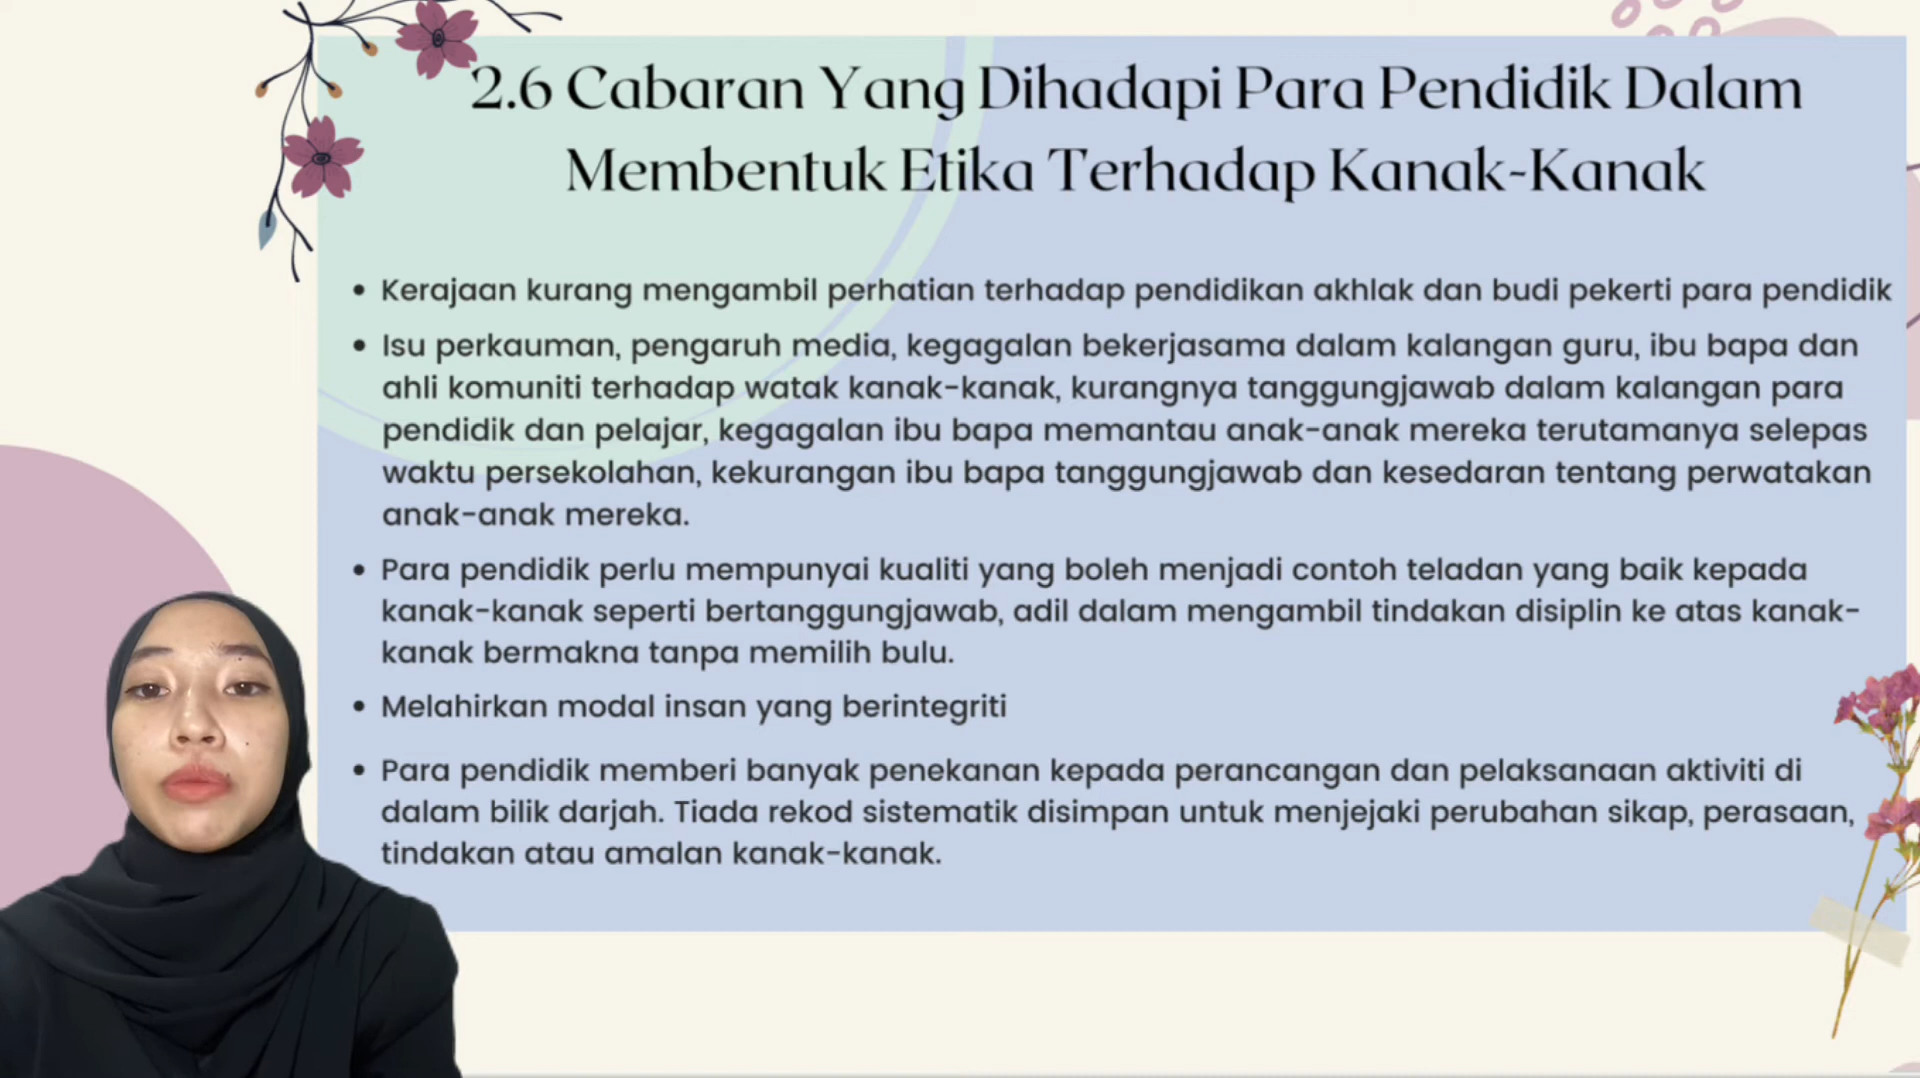 2.6 Cabaran Yang Dihadapi Para Pendidik Dalam
Membentuk Etika Terhadap Kanak-Kanak
• Kerajaan kurang mengambil perhatian terhadap pendidikan akhlak dan budi pekerti para pendidik
• Isu perkauman, pengaruh media, kegagalan bekerjasama dalam kalangan guru, ibu bapa dan
ahli komuniti terhadap watak kanak-kanak, kurangnya tanggungjawab dalam kalangan para
pendidik dan pelajar, kegagalan ibu bapa memantau anak-anak mereka terutamanya selepas
waktu persekolahan, kekurangan ibu bapa tanggungjawab dan kesedaran tentang perwatakan
anak-anak mereka.
• Para pendidik perlu mempunyai kualiti yang boleh menjadi contoh teladan yang baik kepada
kanak-kanak seperti bertanggungjawab, adil dalam mengambil tindakan disiplin ke atas kanak-
kanak bermakna tanpa memilih bulu.
• Melahirkan modal insan yang berintegriti
• Para pendidik memberi banyak penekanan kepada perancangan dan pelaksanaan aktiviti di
dalam bilik darjah. Tiada rekod sistematik disimpan untuk menjejaki perubahan sikap, perasaan,
tindakan atau amalan kanak-kanak.